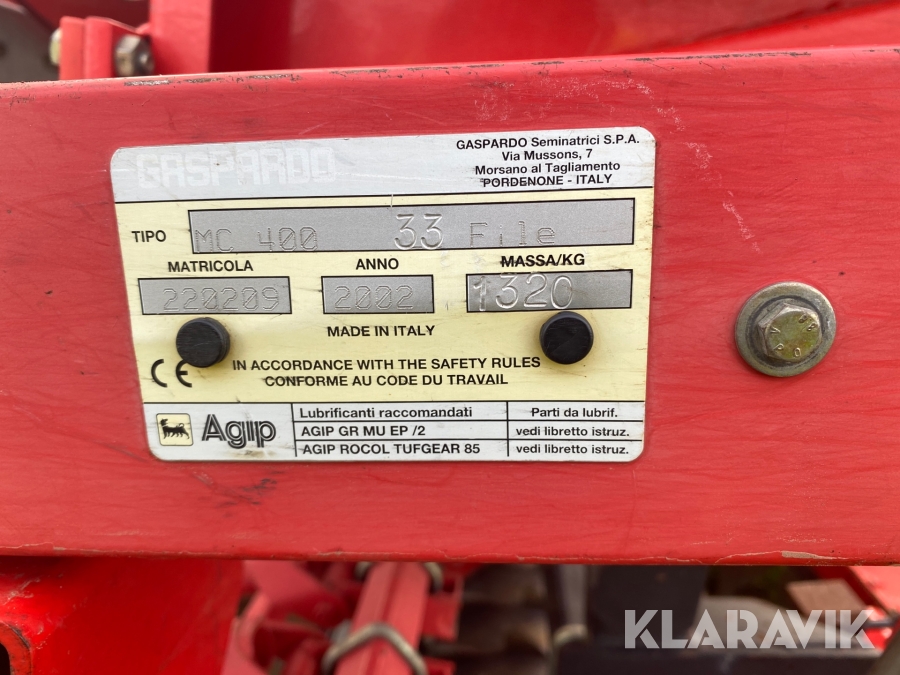 GASPARDO
GASPARDO Seminatrici S.P.A.
Via Mussons, 7
Morsano al Tagliamento
PORDENONE - ITALY
TIPO
MC 400 33 File
MATRICOLA ANNO MASSA/KG
220209 2002 1320
MADE IN ITALY
CE IN ACCORDANCE WITH THE SAFETY RULES
CONFORME AU CODE DU TRAVAIL
Agip
Lubrificanti raccomandati Parti da lubrif.
AGIP GR MU EP /2 vedi libretto istruz.
AGIP ROCOL TUFGEAR 85 vedi libretto istruz.
KLARAVIK